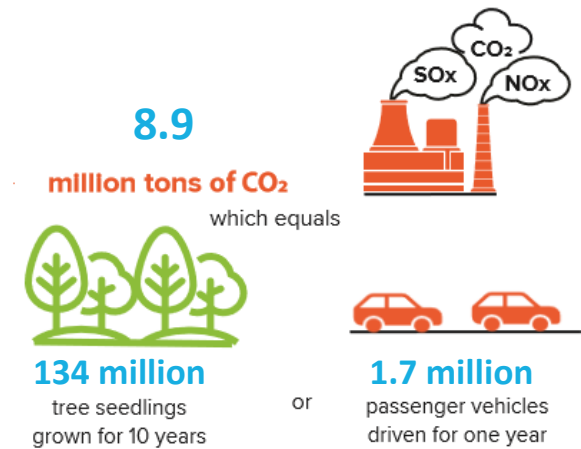 CO₂
SOx
NOx
8.9
million tons of CO₂
which equals
134 million
tree seedlings
grown for 10 years
or
1.7 million
passenger vehicles
driven for one year